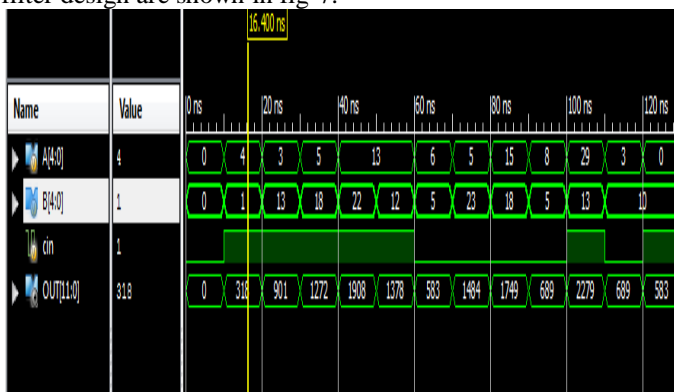 filter design are shown in fig 7.
16.400 ns
Name Value 0 ns 20 ns 40 ns 60 ns 80 ns 100 ns 120 ns
A[4:0] 4 0 4 3 5 13 6 5 15 8 29 3 0
B[4:0] 1 0 1 13 18 22 12 5 23 18 5 13 10
cin 1
OUT[11:0] 318 0 318 901 1272 1908 1378 583 1484 1749 689 2279 689 583